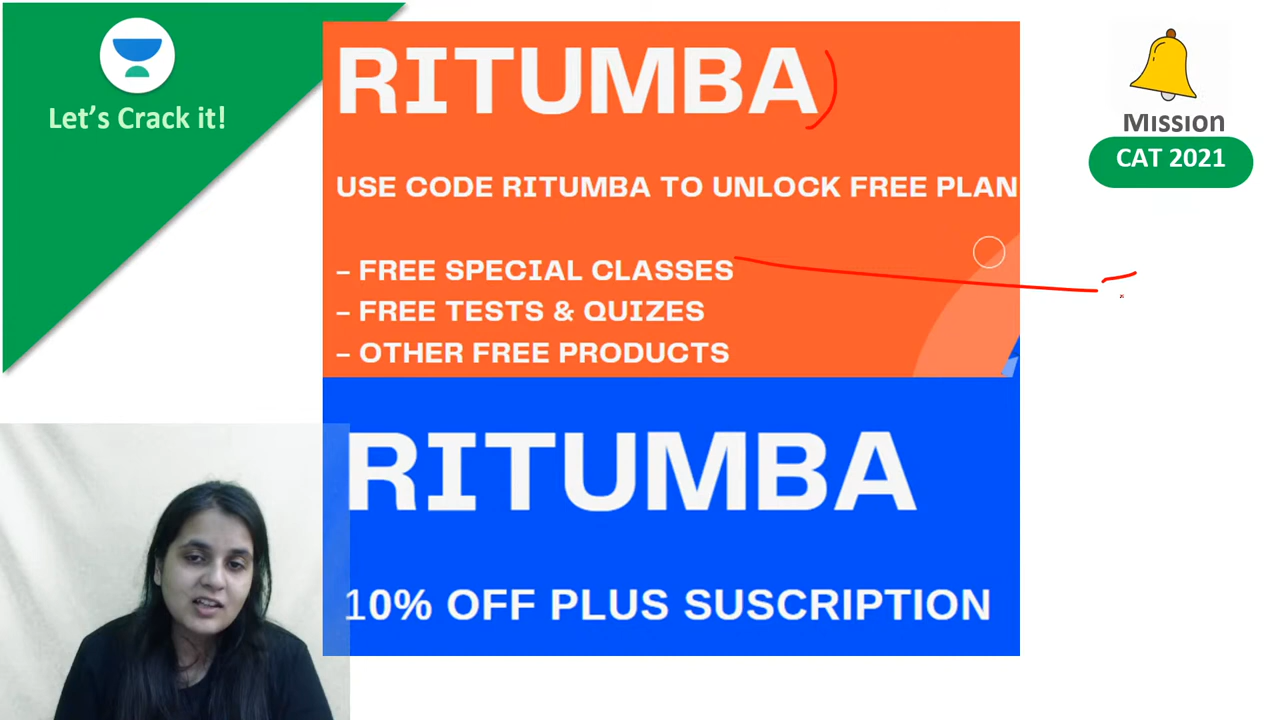 Let's Crack it!
RITUMBA
USE CODE RITUMBA TO UNLOCK FREE PLAN
- FREE SPECIAL CLASSES
- FREE TESTS & QUIZES
- OTHER FREE PRODUCTS
RITUMBA
10% OFF PLUS SUSCRIPTION
MISSION
CAT 2021